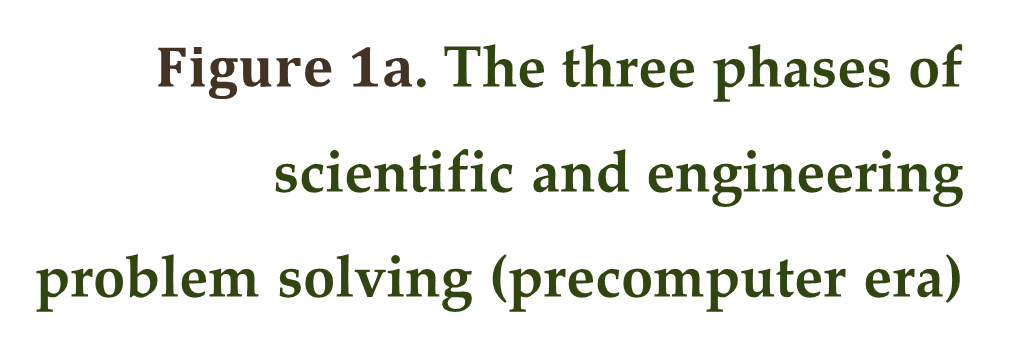 Figure 1a. The three phases of
scientific and engineering
problem solving (precomputer era)